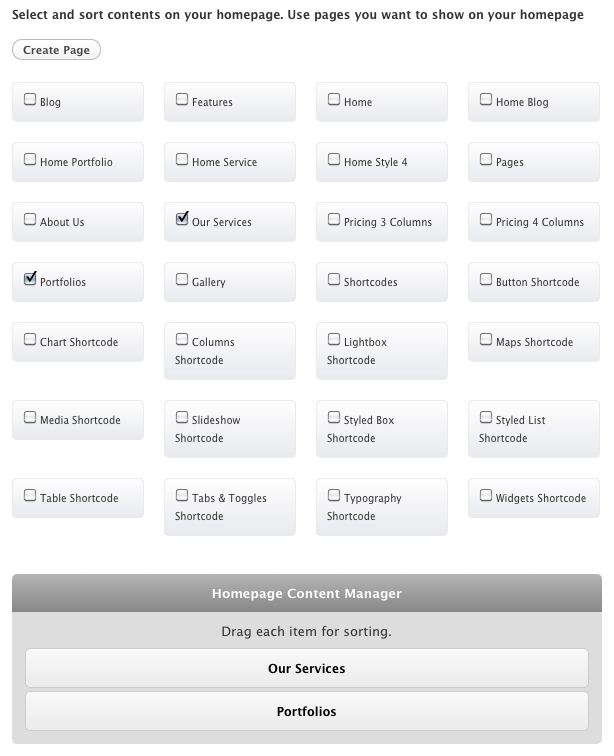 Select and sort contents on your homepage. Use pages you want to show on your homepage
Create Page
Blog
Features
Home
Home Blog
Home Portfolio
Home Service
Home Style 4
Pages
About Us
Our Services
Pricing 3 Columns
Pricing 4 Columns
Portfolios
Gallery
Shortcodes
Button Shortcode
Chart Shortcode
Columns
Shortcode
Lightbox
Shortcode
Maps Shortcode
Media Shortcode
Slideshow
Shortcode
Styled Box
Shortcode
Styled List
Shortcode
Table Shortcode
Tabs & Toggles
Shortcode
Typography
Shortcode
Widgets Shortcode
Homepage Content Manager
Drag each item for sorting.
Our Services
Portfolios